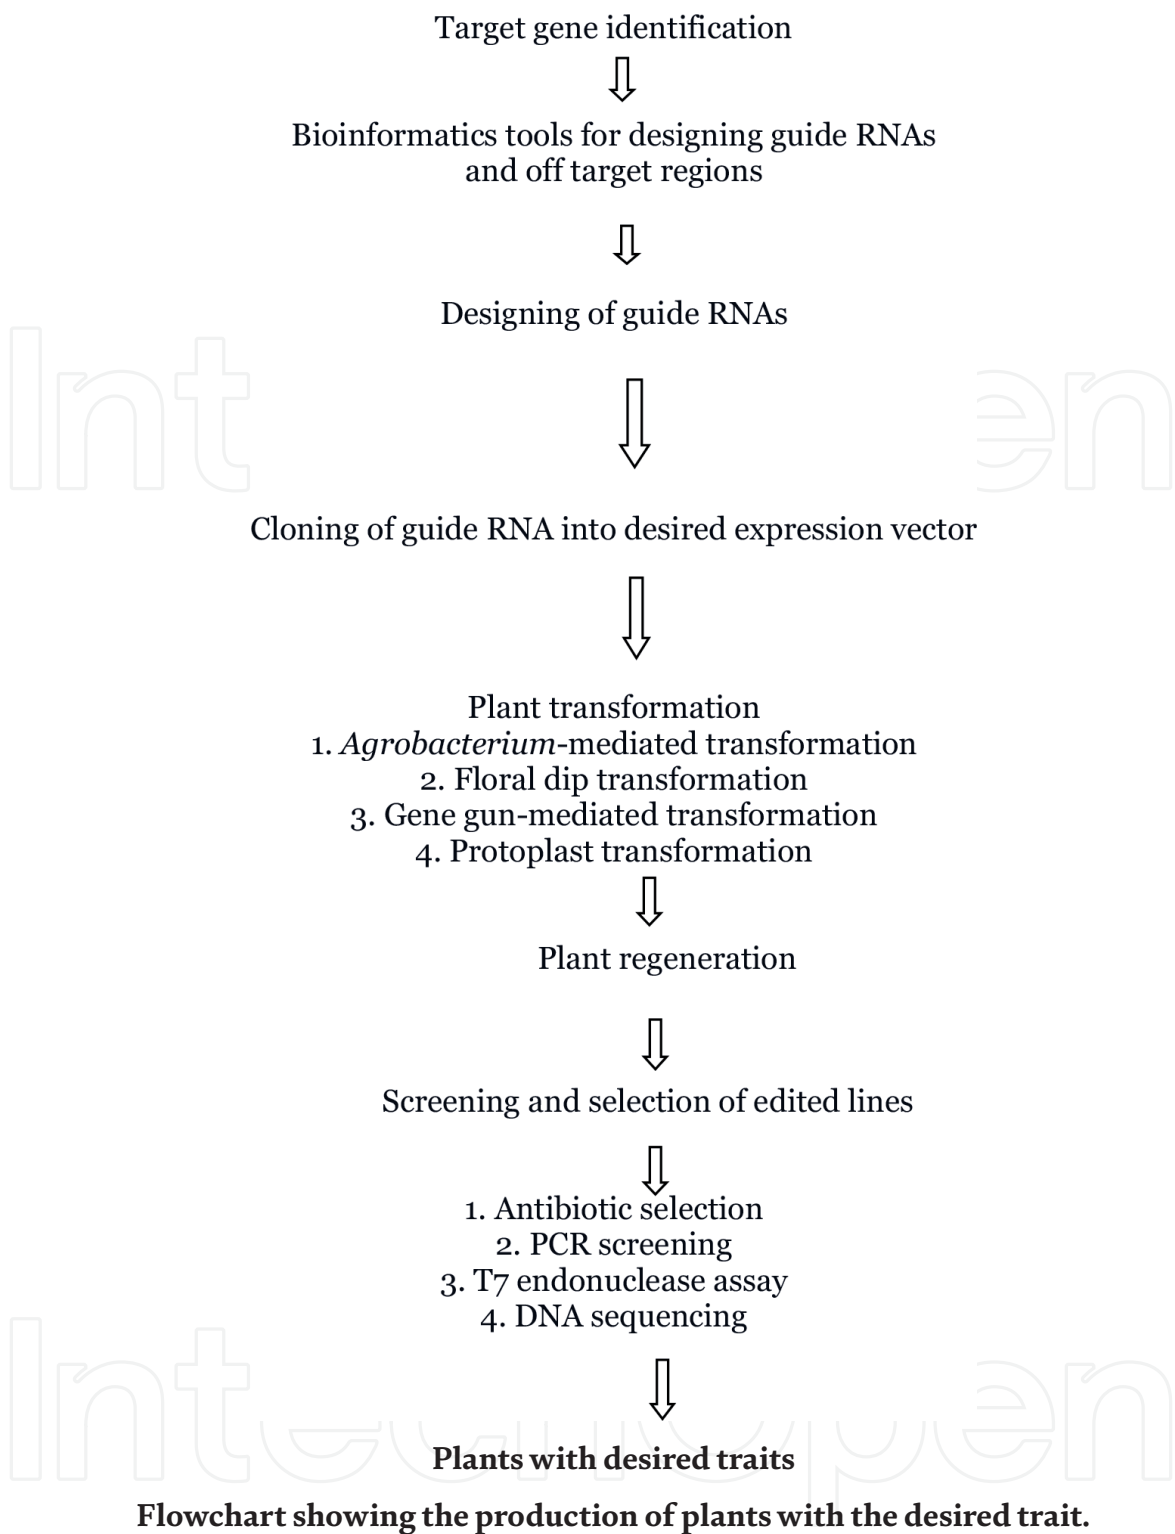 Target gene identification
Bioinformatics tools for designing guide RNAs
and off target regions
Designing of guide RNAs
Cloning of guide RNA into desired expression vector
Plant transformation
1. Agrobacterium-mediated transformation
2. Floral dip transformation
3. Gene gun-mediated transformation
4. Protoplast transformation
Plant regeneration
Screening and selection of edited lines
1. Antibiotic selection
2. PCR screening
3. T7 endonuclease assay
4. DNA sequencing
Plants with desired traits
Flowchart showing the production of plants with the desired trait.